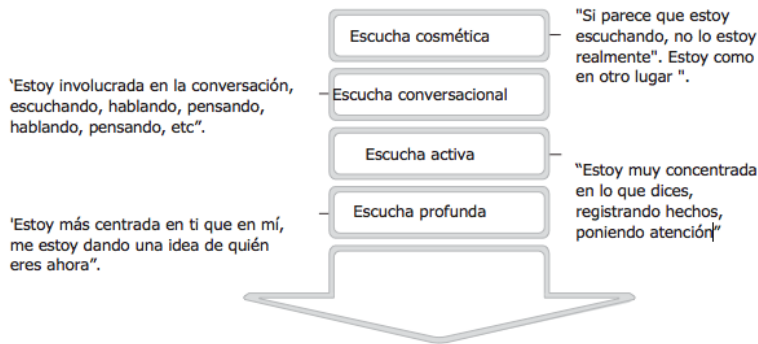 Escucha cosmética
"Si parece que estoy
escuchando, no lo estoy
realmente". Estoy como
en otro lugar ".
‘Estoy involucrada en la conversación,
escuchando, hablando, pensando,
hablando, pensando, etc”.
Escucha conversacional
Escucha activa
“Estoy muy concentrada
en lo que dices,
registrando hechos,
poniendo atención”
Escucha profunda
'Estoy más centrada en ti que en mí,
me estoy dando una idea de quién
eres ahora”.